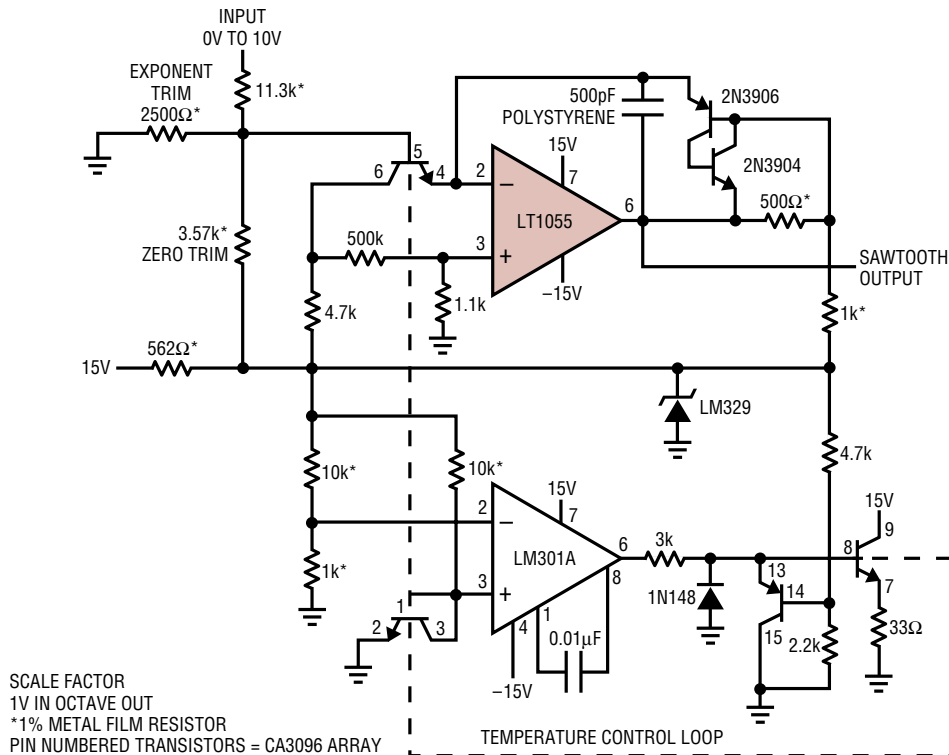 INPUT
0V TO 10V
EXPONENT
TRIM
2500Ω*
11.3k*
500pF
POLYSTYRENE
2N3906
2N3904
15V
5
6
4
2
7
6
3
LT1055
–15V
500Ω*
3.57k*
ZERO TRIM
500k
1.1k
4.7k
SAWTOOTH
OUTPUT
1k*
15V
562Ω*
LM329
10k*
10k*
4.7k
15V
2
7
6
3
8
LM301A
3k
15V
9
8
7
1k*
1
2
3
4
1
0.01µF
–15V
1N148
13
14
15
2.2k
33Ω
SCALE FACTOR
1V IN OCTAVE OUT
*1% METAL FILM RESISTOR
PIN NUMBERED TRANSISTORS = CA3096 ARRAY
TEMPERATURE CONTROL LOOP